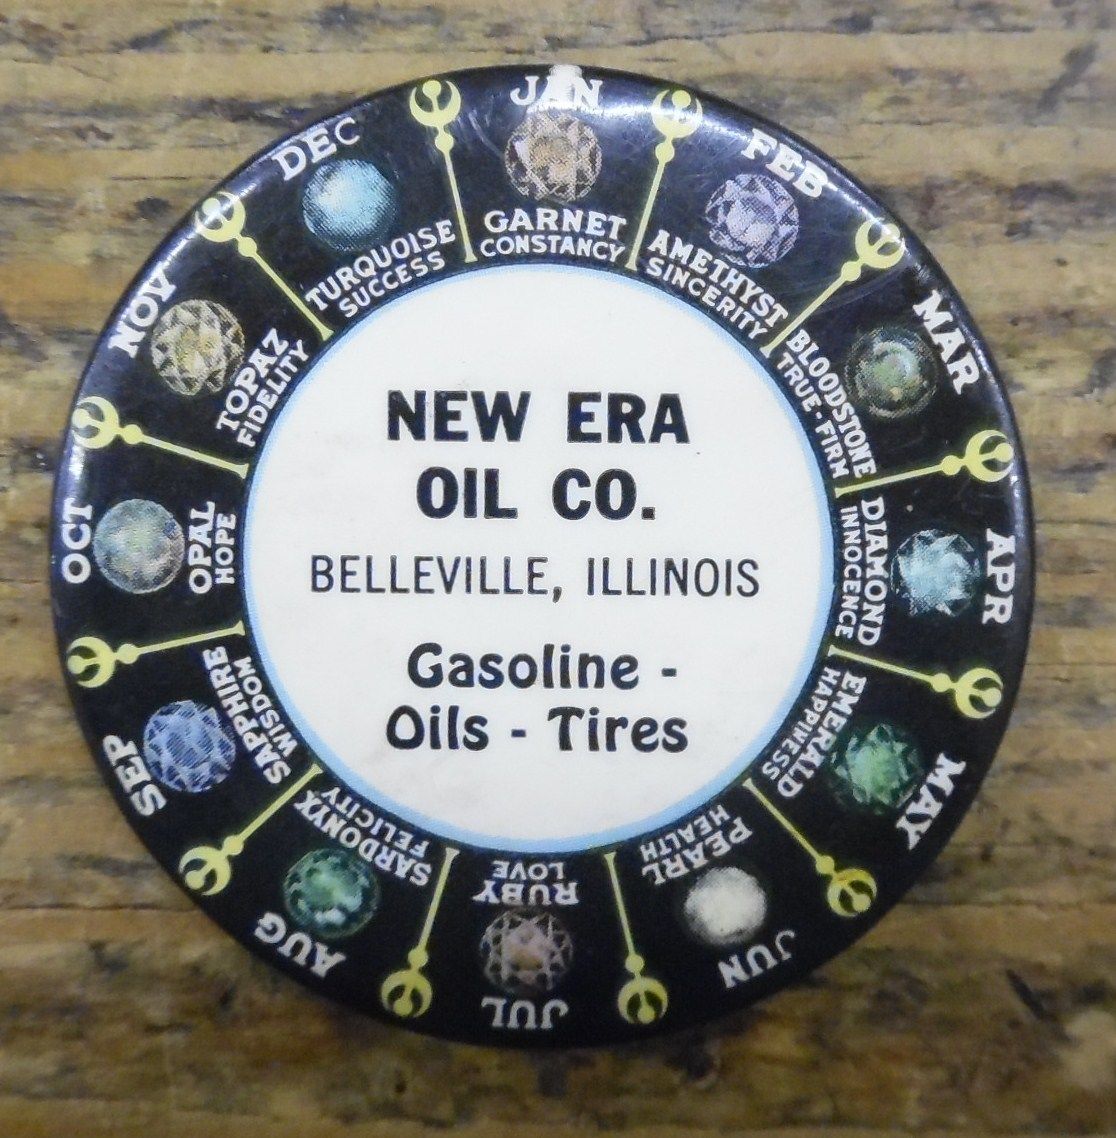 NEW ERA
OIL CO.
BELLEVILLE, ILLINOIS
Gasoline -
Oils - Tires
JAN
GARNET
CONSTANCY
FEB
AMETHYST
SINCERITY
MAR
BLOODSTONE
TRUE-FIRM
APR
DIAMOND
INNOCENCE
MAY
EMERALD
HAPPINESS
JUN
PEARL
HEALTH
JUL
RUBY
LOVE
AUG
SARDONYX
FELICITY
SEP
SAPPHIRE
WISDOM
OCT
OPAL
HOPE
NOV
TOPAZ
FIDELITY
DEC
TURQUOISE
SUCCESS